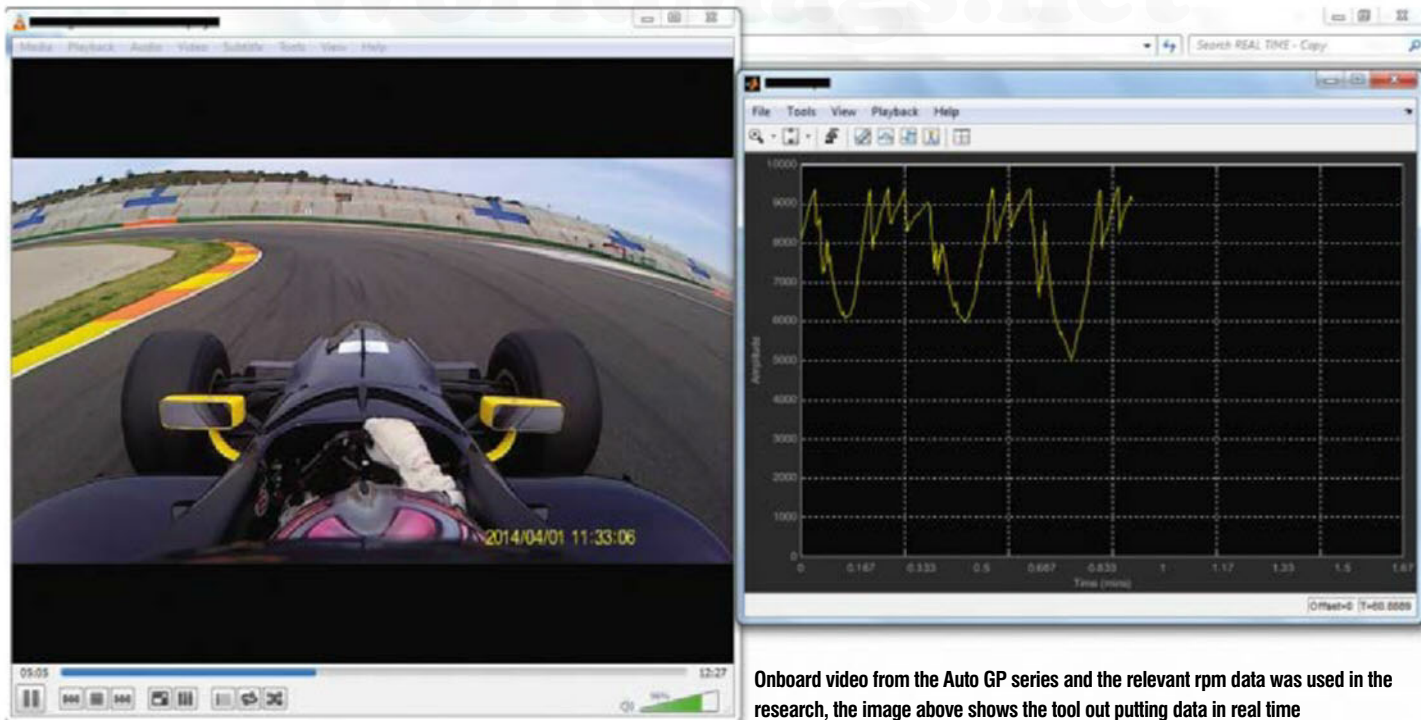 Media Playback Audio Video Subtitle Tools View Help
2014/04/01 11:33:06
05:05
12:27
Search REAL TIME - Copy
File Tools View Playback Help
10000
9000
8000
7000
6000
5000
4000
3000
2000
1000
0
Amplitude
0 0.167 0.333 0.5 0.667 0.833 1 1.17 1.33 1.5 1.67
Time (mins)
Offset=0
Onboard video from the Auto GP series and the relevant rpm data was used in the
research, the image above shows the tool out putting data in real time